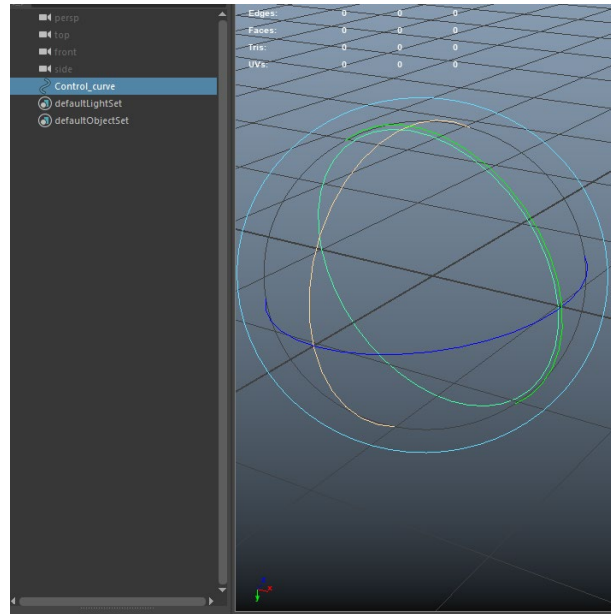 persp
top
front
side
Control_curve
defaultLightSet
defaultObjectSet
Edges: 0 0 0
Faces: 0 0 0
Tris: 0 0 0
UVs: 0 0 0
x